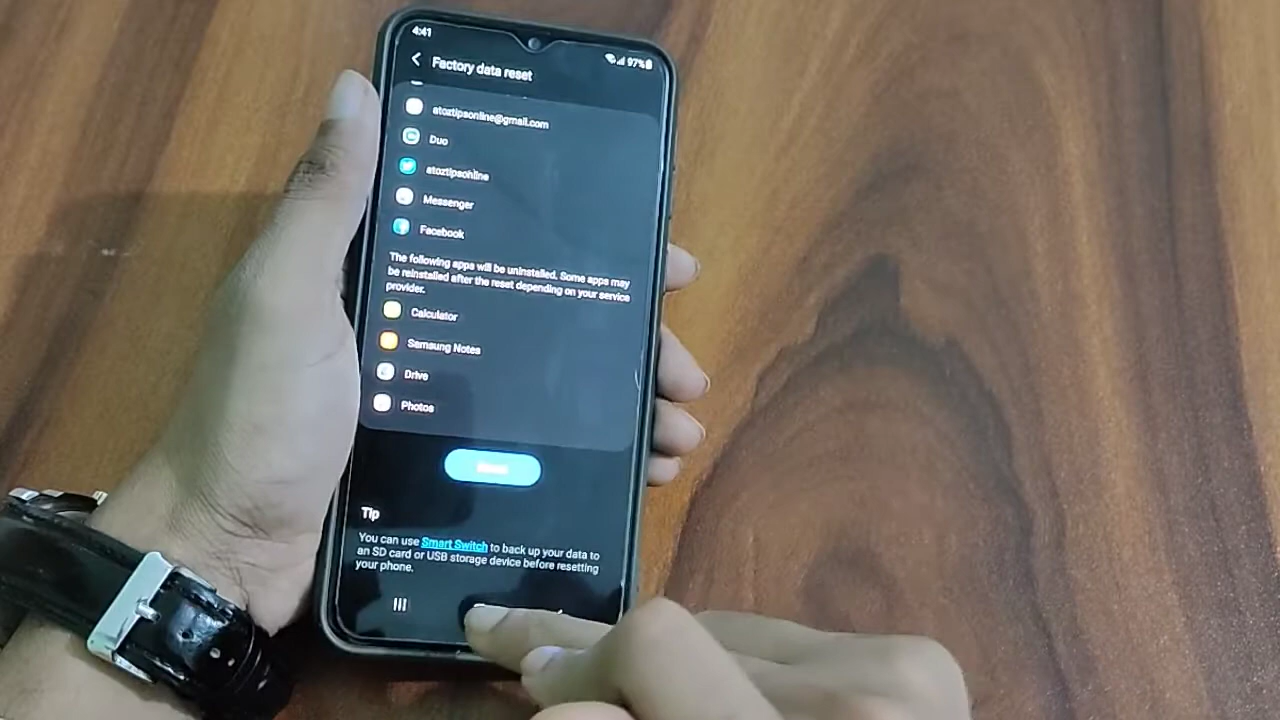 4:41
97%
Factory data reset
atoztipsonline@gmail.com
Duo
atoztipsonline
Messenger
Facebook
The following apps will be uninstalled. Some apps may
be reinstalled after the reset depending on your service
provider.
Calculator
Samsung Notes
Drive
Photos
Tip
You can use Smart Switch to back up your data to
an SD card or USB storage device before resetting
your phone.